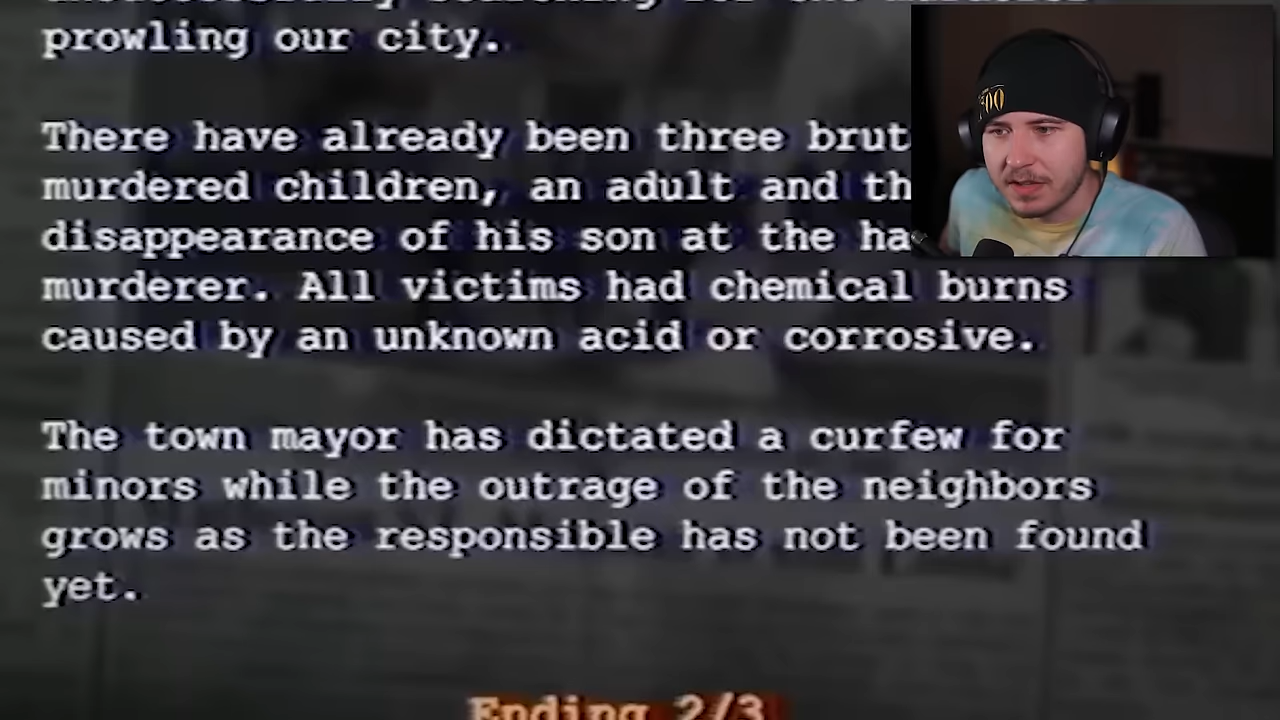 prowling our city.
There have already been three
murdered children, an adult and
disappearance of his son at the
murderer. All victims had chemical burns
caused by an unknown acid or corrosive.
The town mayor has dictated a curfew for
minors while the outrage of the neighbors
grows as the responsible has not been found
yet.
Ending 2/3